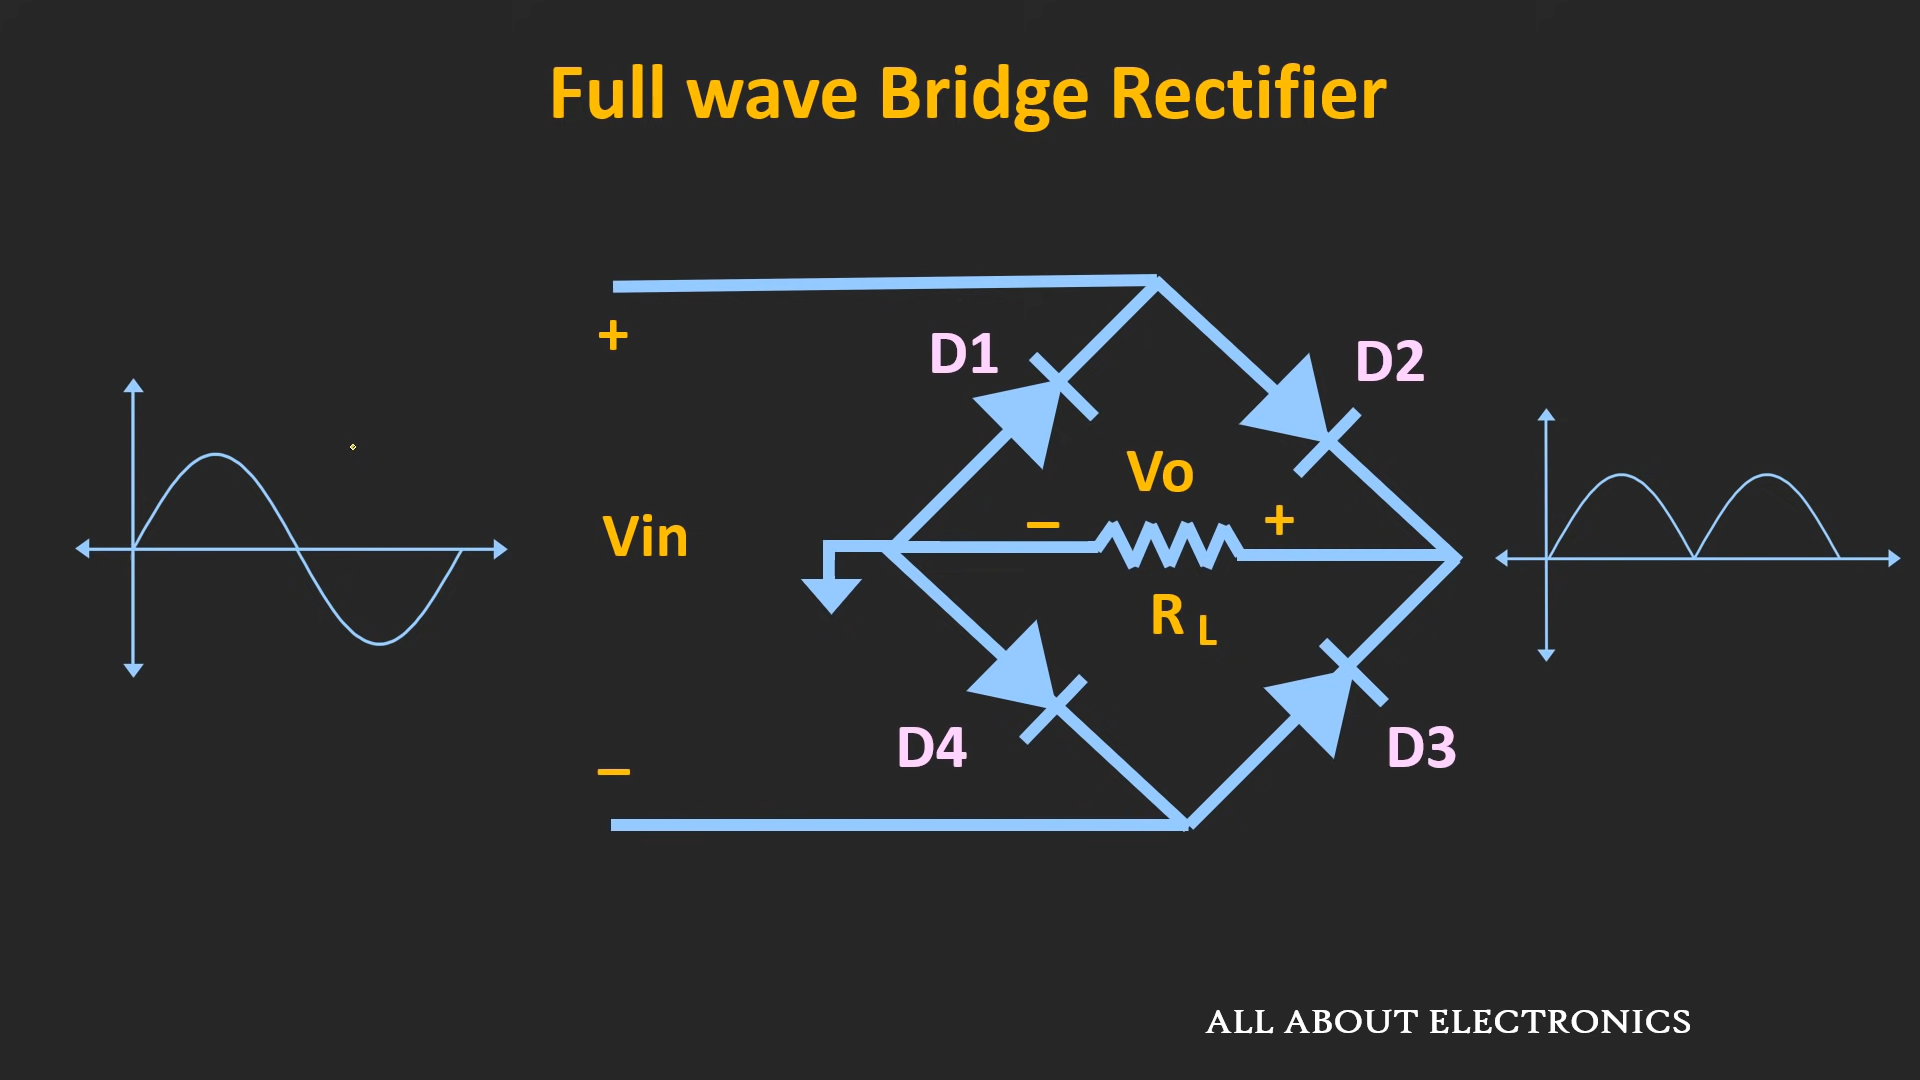 Full wave Bridge Rectifier
+
D1
D2
Vo
Vin
– +
R L
D4
D3
–
ALL ABOUT ELECTRONICS